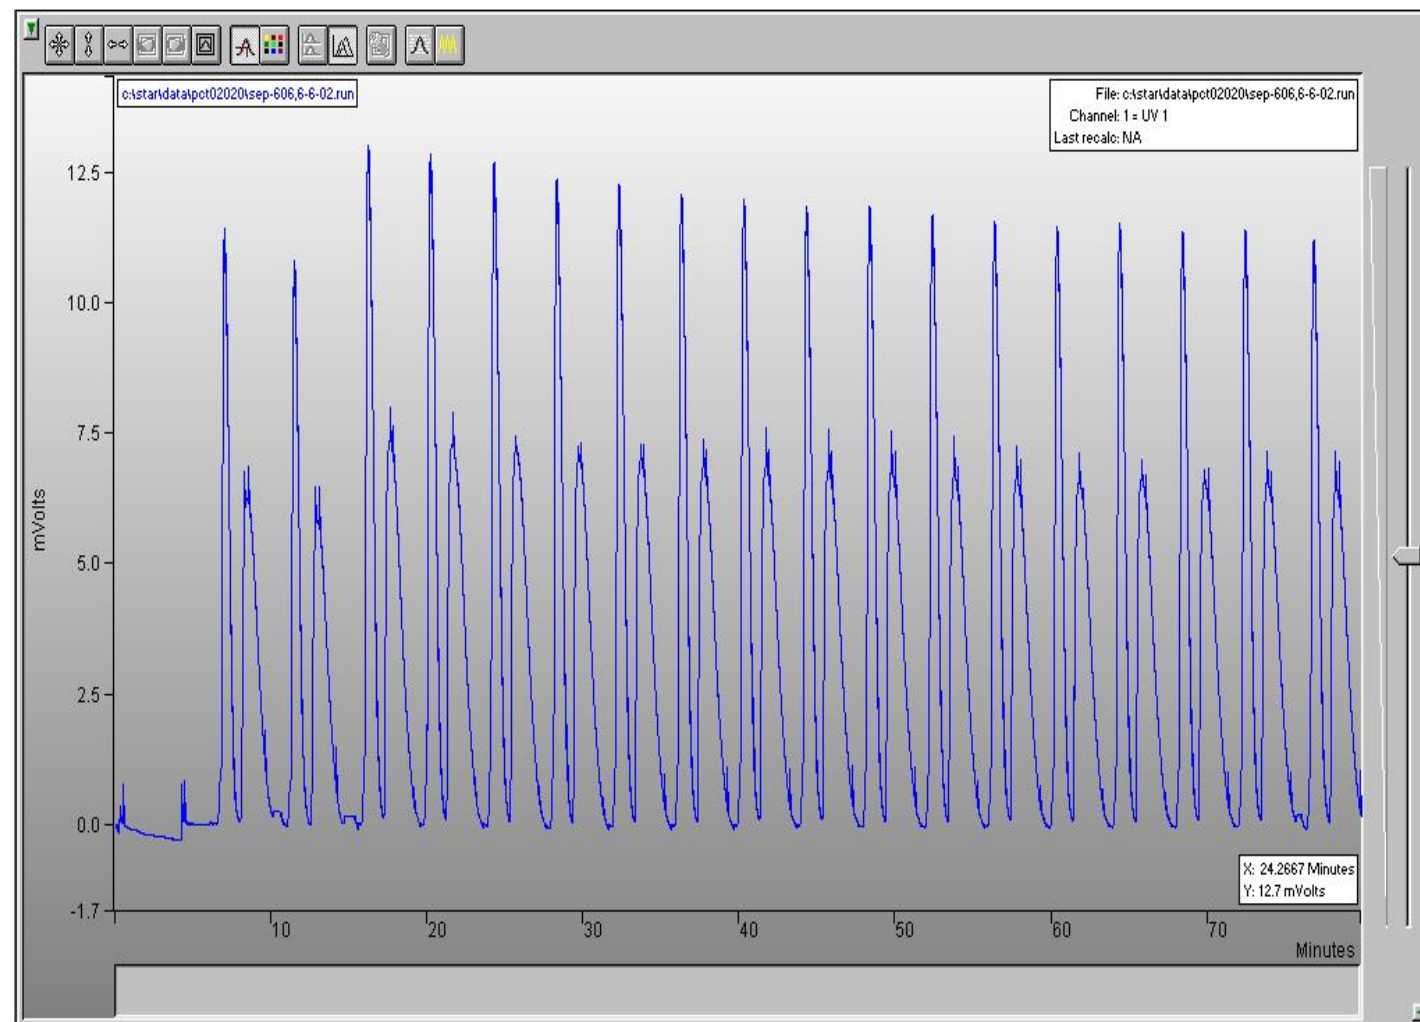 c:\star\data\pct02020\sep-606,6-6-02.run
File: c:\star\data\pct02020\sep-606,6-6-02.run
Channel: 1 = UV 1
Last recalc: NA
12.5
10.0
7.5
5.0
2.5
0.0
-1.7
mVolts
X: 24.2667 Minutes
Y: 12.7 mVolts
10 20 30 40 50 60 70
Minutes